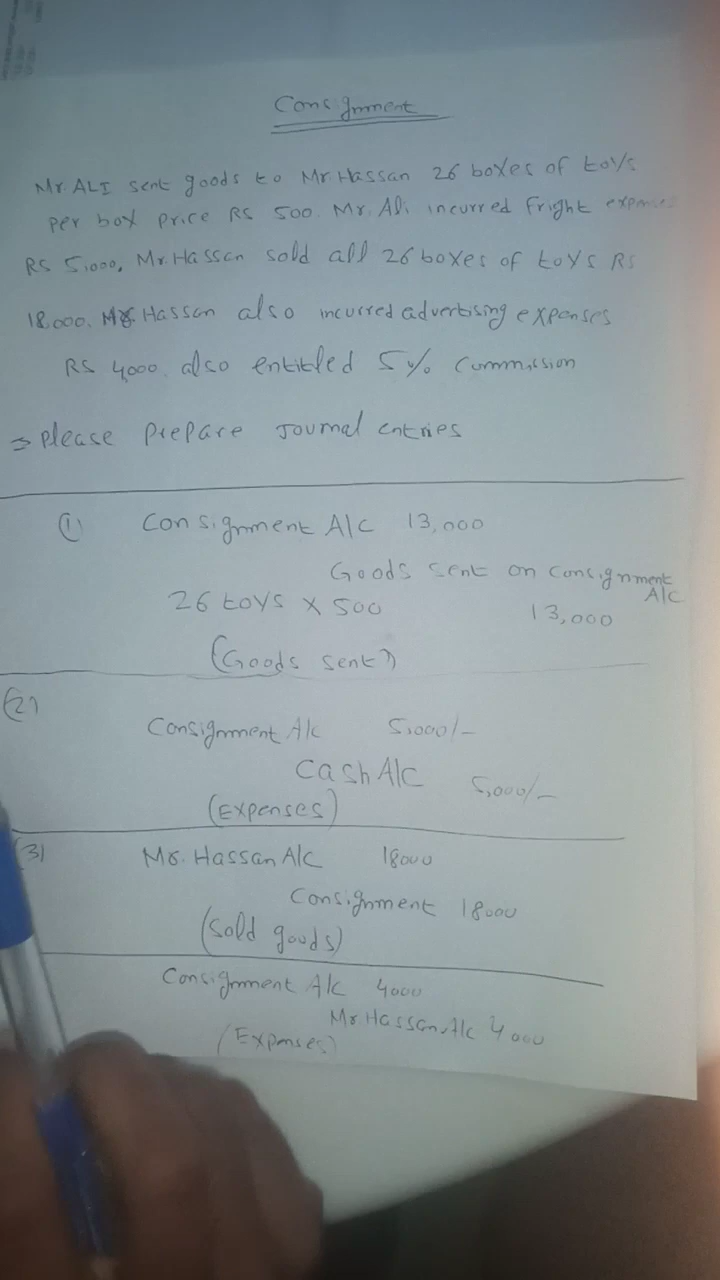 Consignment
Mr. ALI sent goods to Mr Hassan 26 boxes of toys
per box price RS 500. Mr. Ali incurred Fright expenses
RS 5,000, Mr. Hassan sold all 26 boxes of toys RS
18,000. Mr. Hassan also incurred advertising expenses
RS 4,000. also entitled 5% Commission
⇒ please prepare Journal entries
(1) Consignment A/C 13,000
Goods sent on consignment A/C
26 toys x 500 13,000
(Goods sent)
(2)
Consignment A/C 5,000/-
Cash A/C 5,000/-
(Expenses)
(3) Mr. Hassan A/C 18000
Consignment 18000
(Sold goods)
Consignment A/C 4000
Mr Hassan A/C 4000
(Expenses)